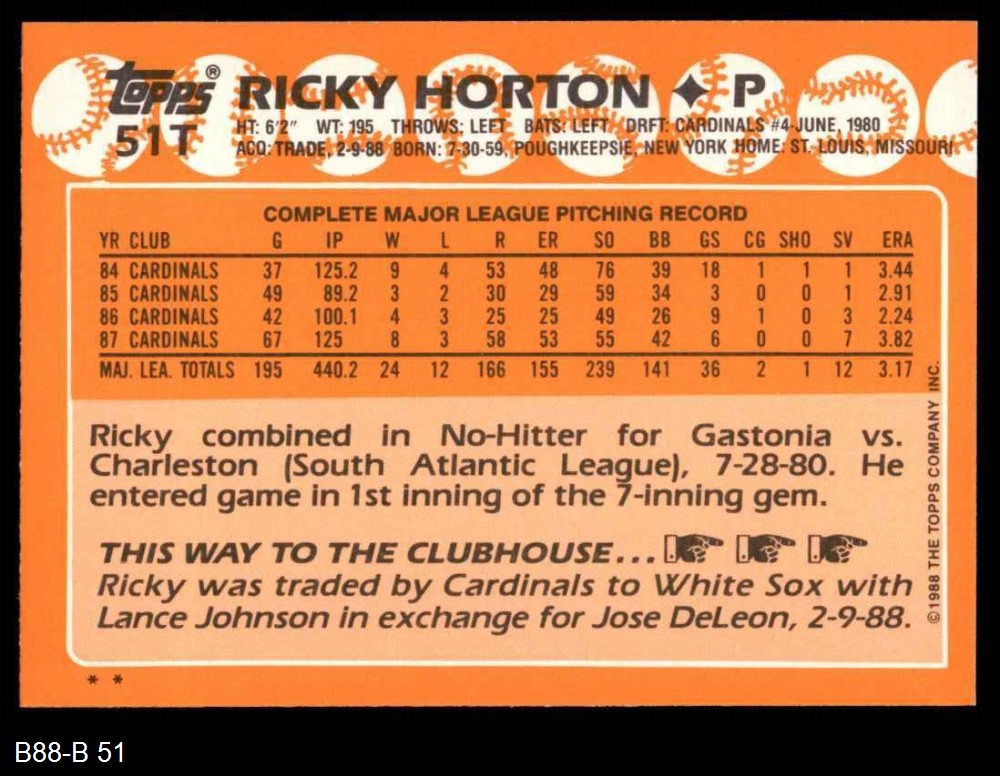 topps® RICKY HORTON ✦ P
51T HT: 6'2" WT: 195 THROWS: LEFT BATS: LEFT DRFT: CARDINALS #4-JUNE, 1980
ACQ: TRADE, 2-9-88 BORN: 7-30-59, POUGHKEEPSIE, NEW YORK HOME: ST. LOUIS, MISSOURI
COMPLETE MAJOR LEAGUE PITCHING RECORD
YR CLUB G IP W L R ER SO BB GS CG SHO SV ERA
84 CARDINALS 37 125.2 9 4 53 48 76 39 18 1 1 1 3.44
85 CARDINALS 49 89.2 3 2 30 29 59 34 3 0 0 1 2.91
86 CARDINALS 42 100.1 4 3 25 25 49 26 9 1 0 3 2.24
87 CARDINALS 67 125 8 3 58 53 55 42 6 0 0 7 3.82
MAJ. LEA. TOTALS 195 440.2 24 12 166 155 239 141 36 2 1 12 3.17
Ricky combined in No-Hitter for Gastonia vs.
Charleston (South Atlantic League), 7-28-80. He
entered game in 1st inning of the 7-inning gem.
THIS WAY TO THE CLUBHOUSE...
Ricky was traded by Cardinals to White Sox with
Lance Johnson in exchange for Jose DeLeon, 2-9-88.
©1988 THE TOPPS COMPANY INC.
* *
B88-B 51